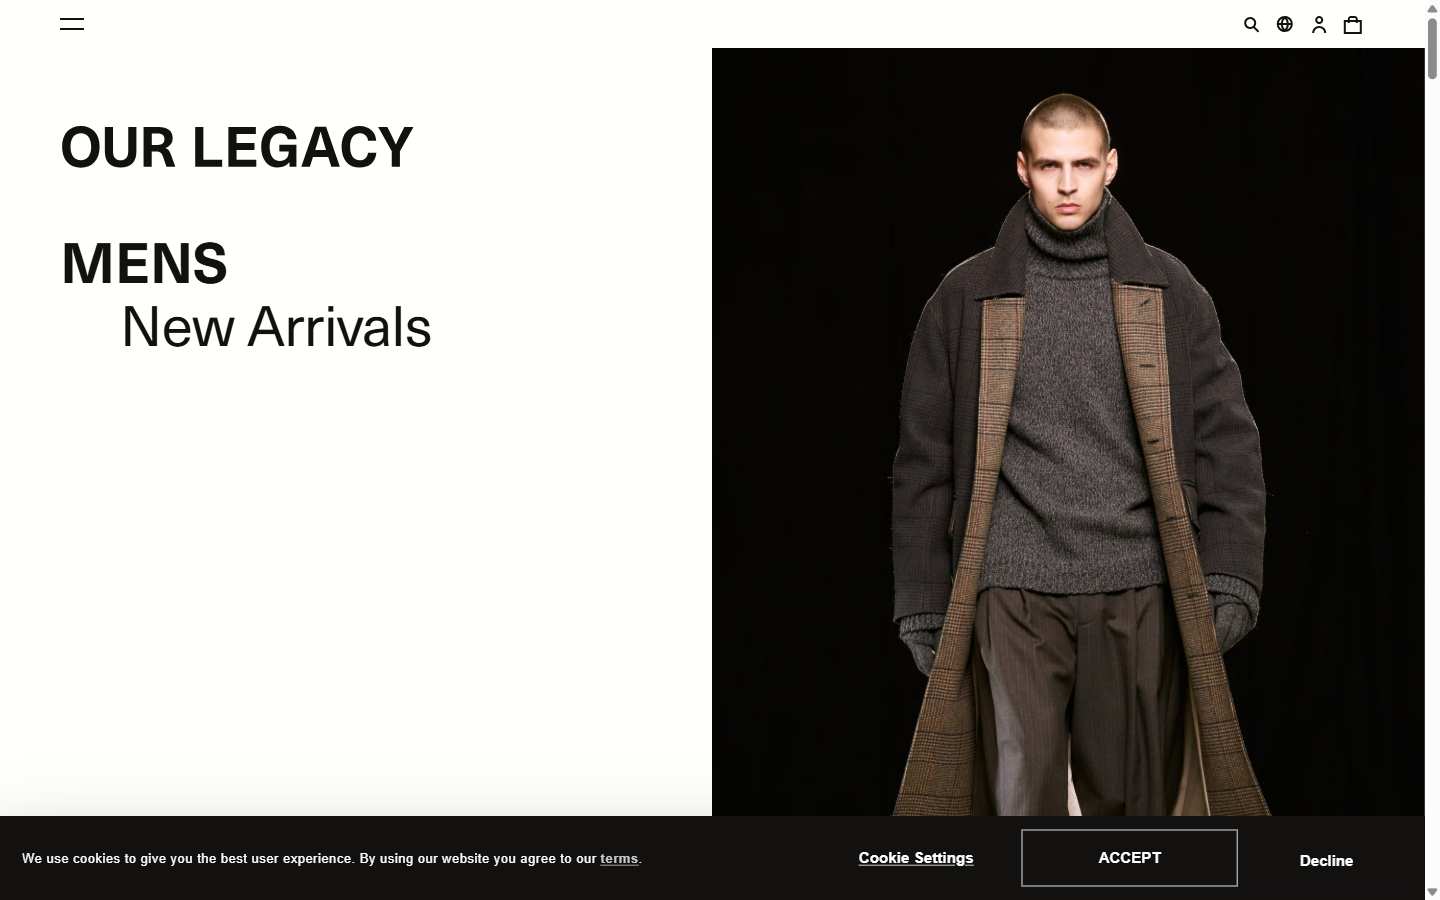 OUR LEGACY
MENS
New Arrivals
We use cookies to give you the best user experience. By using our website you agree to our terms.
Cookie Settings
ACCEPT
Decline